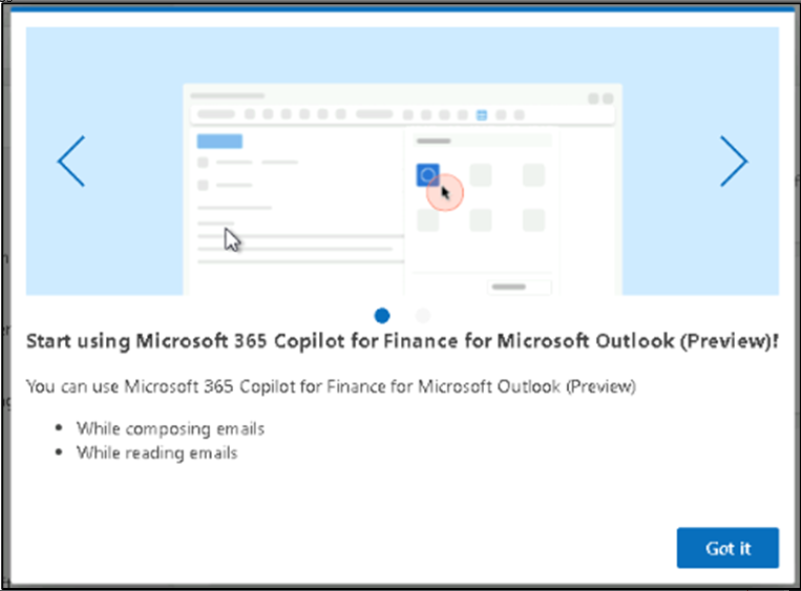 Start using Microsoft 365 Copilot for Finance for Microsoft Outlook (Preview)!
You can use Microsoft 365 Copilot for Finance for Microsoft Outlook (Preview)
• While composing emails
• While reading emails
Got it